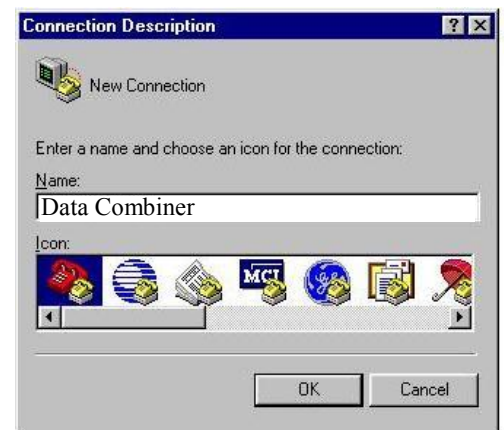 Connection Description
New Connection
Enter a name and choose an icon for the connection:
Name:
Data Combiner
Icon:
MCI
OK Cancel